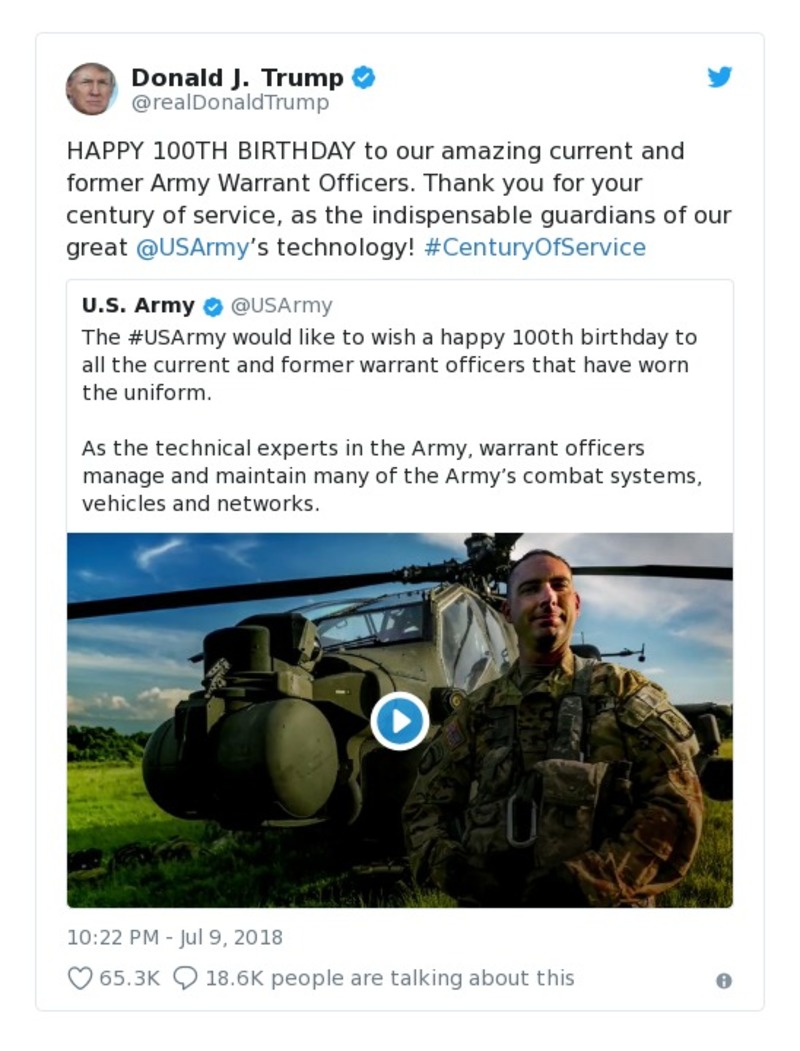 Donald J. Trump
@realDonaldTrump
HAPPY 100TH BIRTHDAY to our amazing current and
former Army Warrant Officers. Thank you for your
century of service, as the indispensable guardians of our
great @USArmy’s technology! #CenturyOfService
U.S. Army @USArmy
The #USArmy would like to wish a happy 100th birthday to
all the current and former warrant officers that have worn
the uniform.
As the technical experts in the Army, warrant officers
manage and maintain many of the Army’s combat systems,
vehicles and networks.
10:22 PM - Jul 9, 2018
65.3K 18.6K people are talking about this